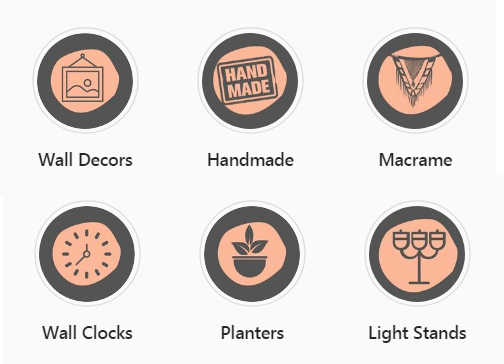 Wall Decors
HAND
MADE
Handmade
Macrame
Wall Clocks
Planters
Light Stands